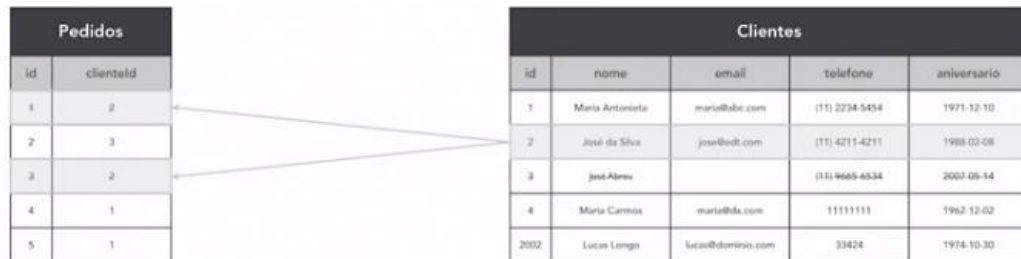 Pedidos
id clienteId
1 2
2 3
3 2
4 1
5 1
Clientes
id nome email telefone aniversario
1 Maria Antonieta maria@abc.com (11) 2234-5454 1971-12-10
2 José da Silva jose@edt.com (11) 4211-4211 1988-02-08
3 José Abreu (11) 9665-6534 2007-05-14
4 Marta Carmos marta@dx.com 11111111 1962-12-02
2002 Lucas Longo lucas@dominio.com 33424 1974-10-30